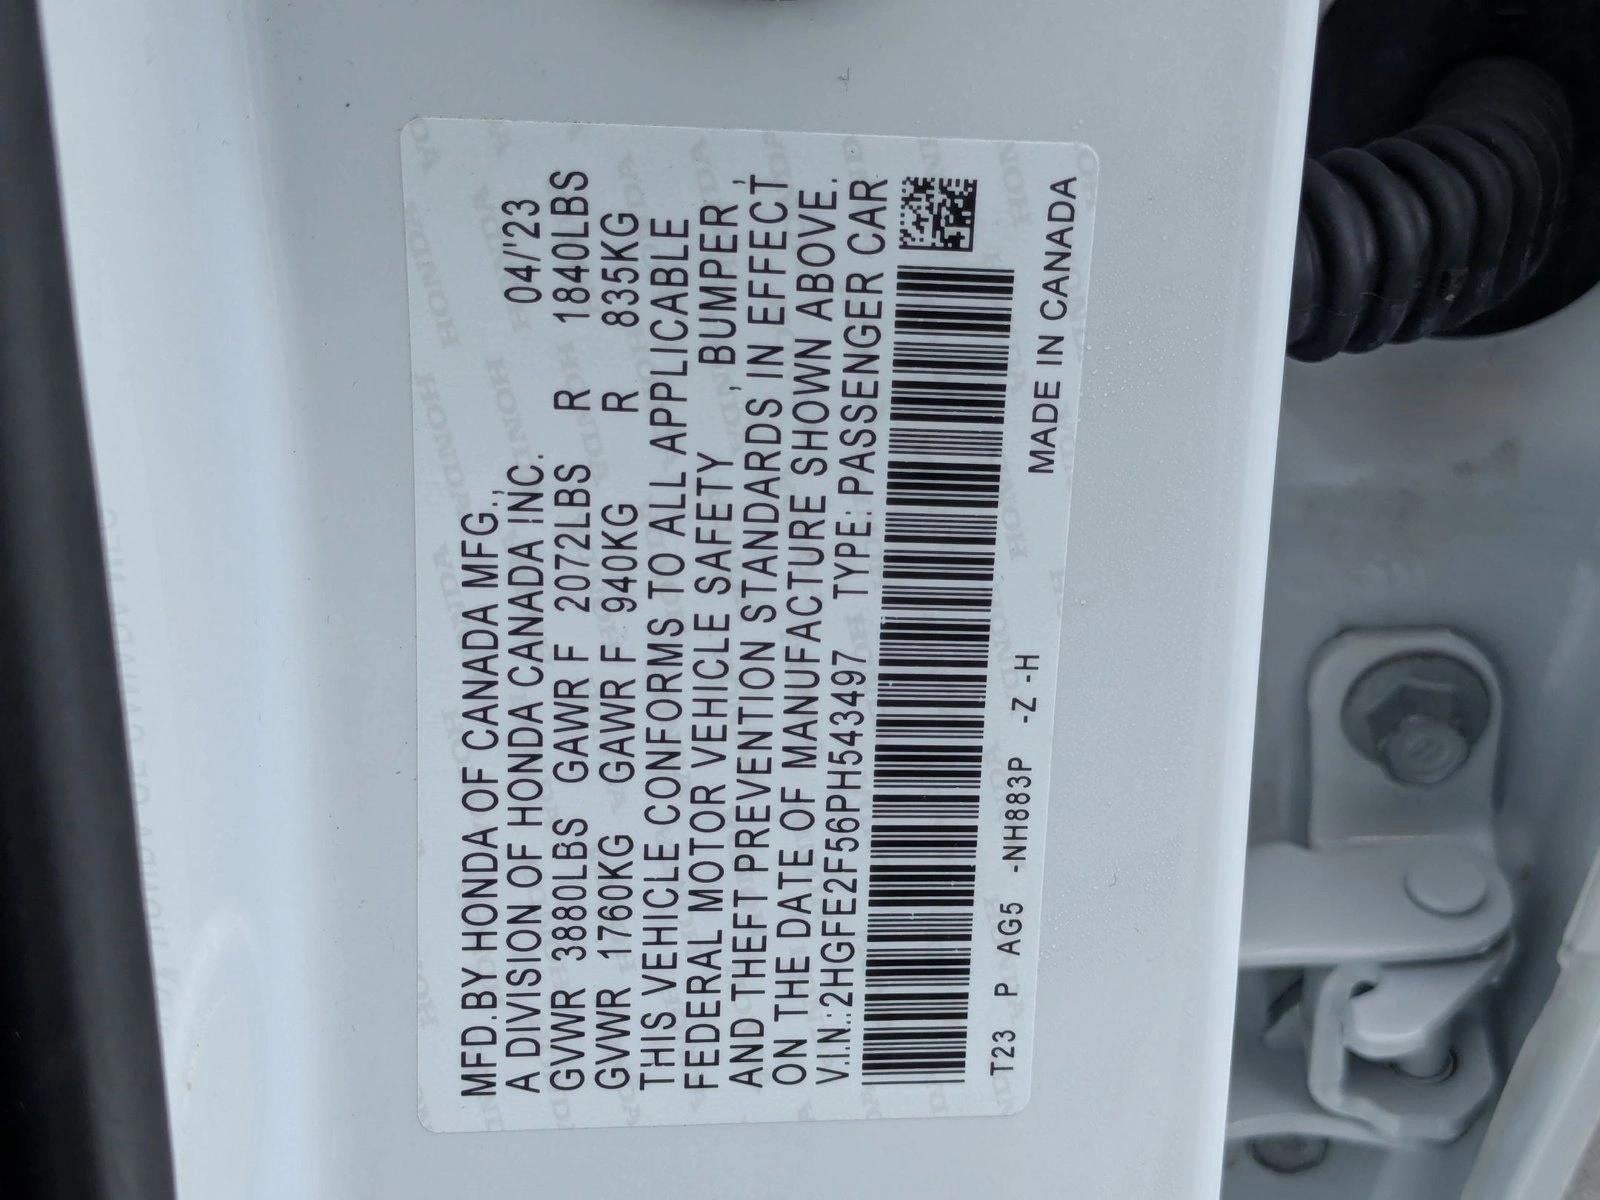 MFD.BY HONDA OF CANADA MFG.,
A DIVISION OF HONDA CANADA INC. 04/'23
GVWR 3880LBS GAWR F 2072LBS R 1840LBS
GVWR 1760KG GAWR F 940KG R 835KG
THIS VEHICLE CONFORMS TO ALL APPLICABLE
FEDERAL MOTOR VEHICLE SAFETY, BUMPER,
AND THEFT PREVENTION STANDARDS IN EFFECT
ON THE DATE OF MANUFACTURE SHOWN ABOVE.
V.I.N.:2HGFE2F56PH543497 TYPE: PASSENGER CAR
T23 P AG5 -NH883P -Z -H
MADE IN CANADA